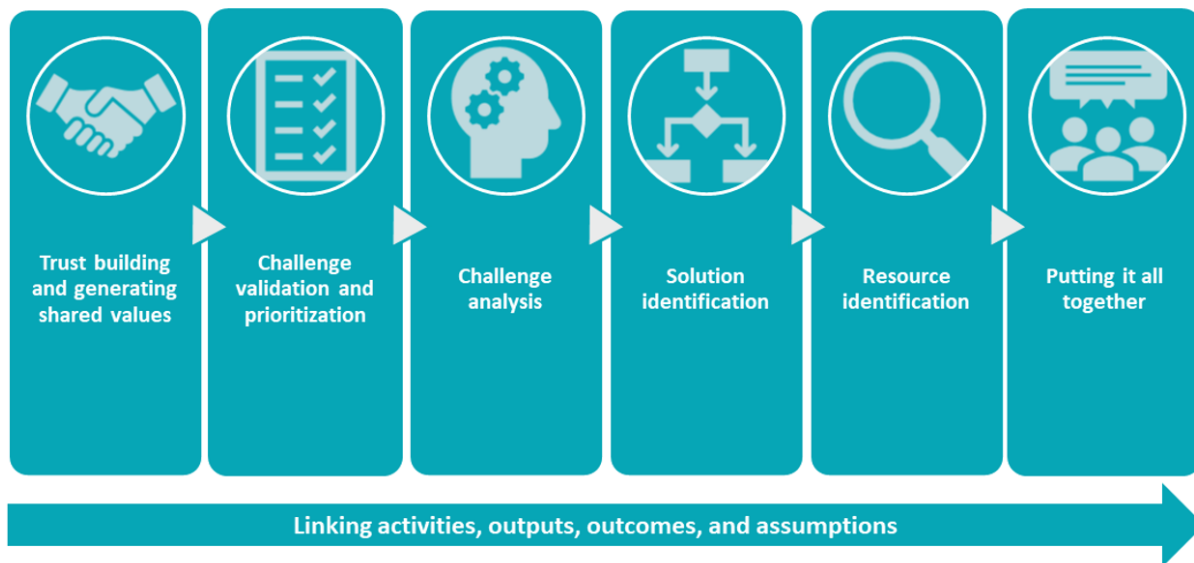 Trust building
and generating
shared values
Challenge
validation and
prioritization
Challenge
analysis
Solution
identification
Resource
identification
Putting it all
together
Linking activities, outputs, outcomes, and assumptions